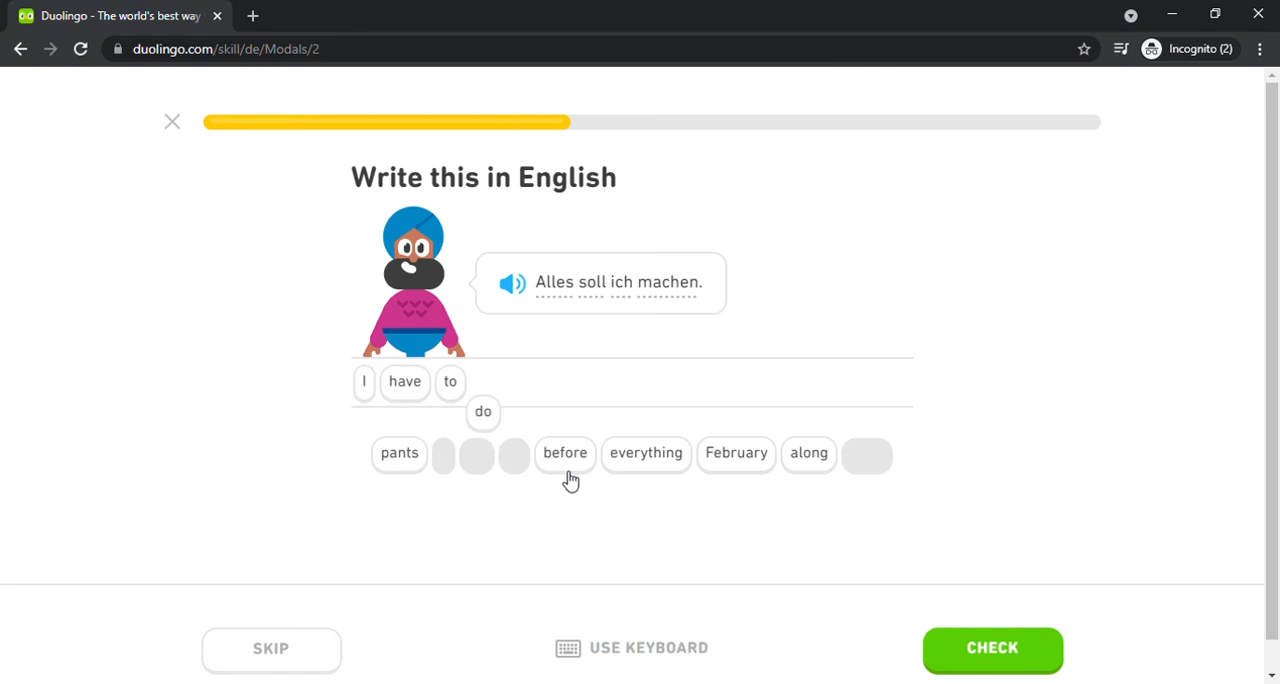 Duolingo - The world's best way
duolingo.com/skill/de/Modals/2
Incognito (2)
Write this in English
Alles soll ich machen.
I have to
do
pants before everything February along
SKIP USE KEYBOARD CHECK